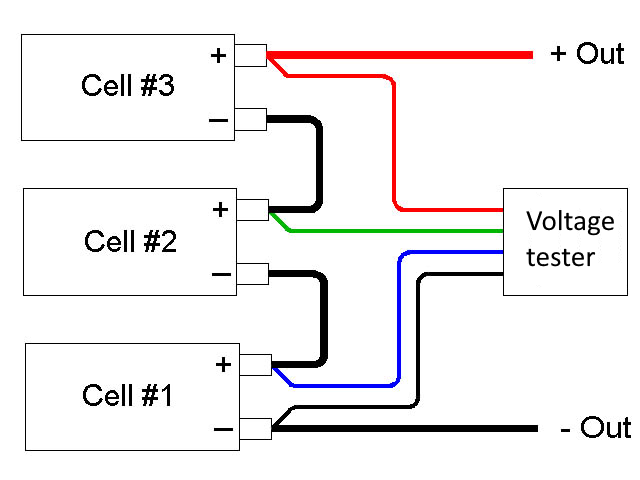 +
Cell #3
−
+ Out
+
Cell #2
−
Voltage
tester
+
Cell #1
−
- Out